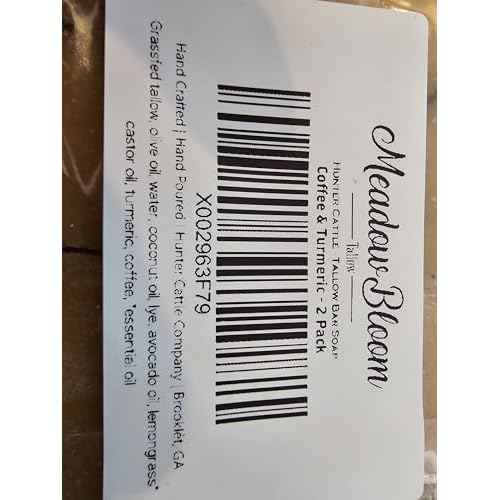 Meadow Bloom
Tallow
HUNTER CATTLE TALLOW BAR SOAP
Coffee & Turmeric - 2 Pack
X002963F79
Hand Crafted | Hand Poured | Hunter Cattle Company | Brooklet, GA
Grassfed tallow, olive oil, water, coconut oil, lye, avocado oil, lemongrass*
castor oil, turmeric, coffee, *essential oil